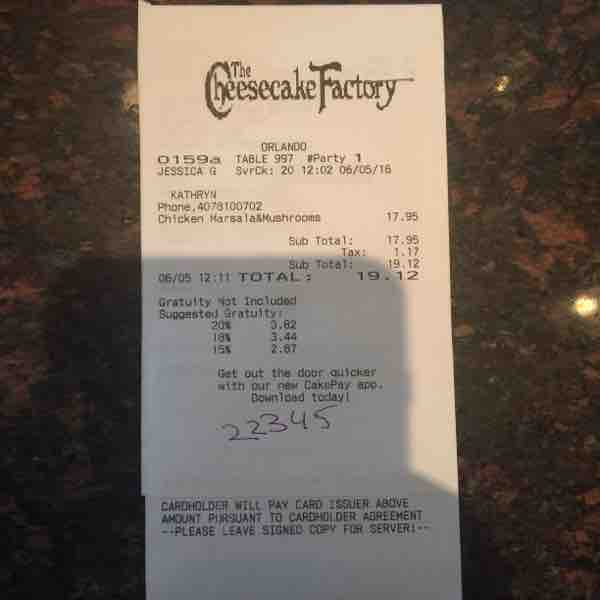 The
Cheesecake Factory
ORLANDO
0159a TABLE 997 #Party 1
JESSICA G SvrCk: 20 12:02 06/05/16
KATHRYN
Phone,4078100702
Chicken Marsala&Mushrooms 17.95
Sub Total: 17.95
Tax: 1.17
Sub Total: 19.12
06/05 12:11 TOTAL: 19.12
Gratuity Not Included
Suggested Gratuity:
20% 3.82
18% 3.44
15% 2.87
Get out the door quicker
with our new CakePay app.
Download today!
22345
CARDHOLDER WILL PAY CARD ISSUER ABOVE
AMOUNT PURSUANT TO CARDHOLDER AGREEMENT
--PLEASE LEAVE SIGNED COPY FOR SERVER!--